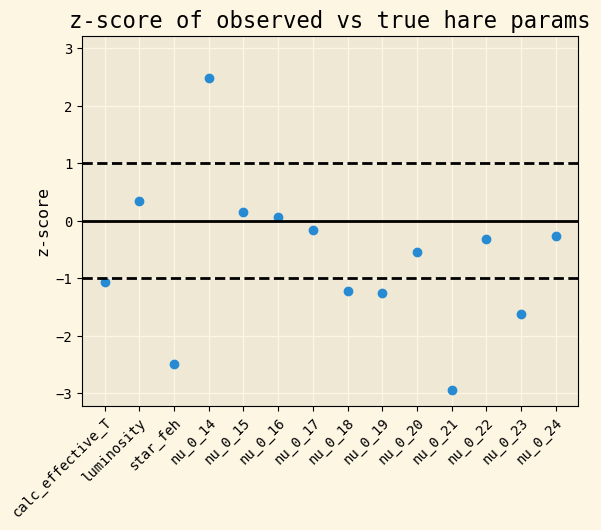 z-score of observed vs true hare params
z-score
3
2
1
0
−1
−2
−3
calc_effective_T
luminosity
star_feh
nu_0_14
nu_0_15
nu_0_16
nu_0_17
nu_0_18
nu_0_19
nu_0_20
nu_0_21
nu_0_22
nu_0_23
nu_0_24